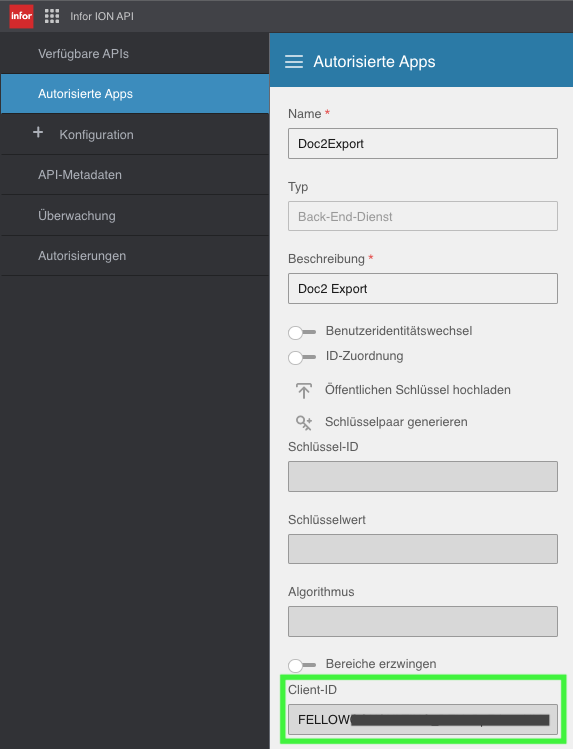 infor
Infor ION API
Verfügbare APIs
Autorisierte Apps
Konfiguration
API-Metadaten
Überwachung
Autorisierungen
Autorisierte Apps
Name *
Doc2Export
Typ
Back-End-Dienst
Beschreibung *
Doc2 Export
Benutzeridentitätswechsel
ID-Zuordnung
Öffentlichen Schlüssel hochladen
Schlüsselpaar generieren
Schlüssel-ID
Schlüsselwert
Algorithmus
Bereiche erzwingen
Client-ID